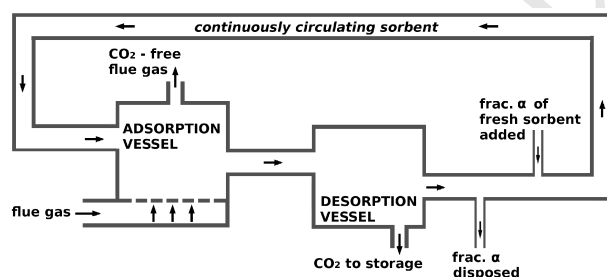 continuously circulating sorbent
CO₂ - free
flue gas
ADSORPTION
VESSEL
frac. α of
fresh sorbent
added
flue gas
DESORPTION
VESSEL
CO₂ to storage
frac. α
disposed